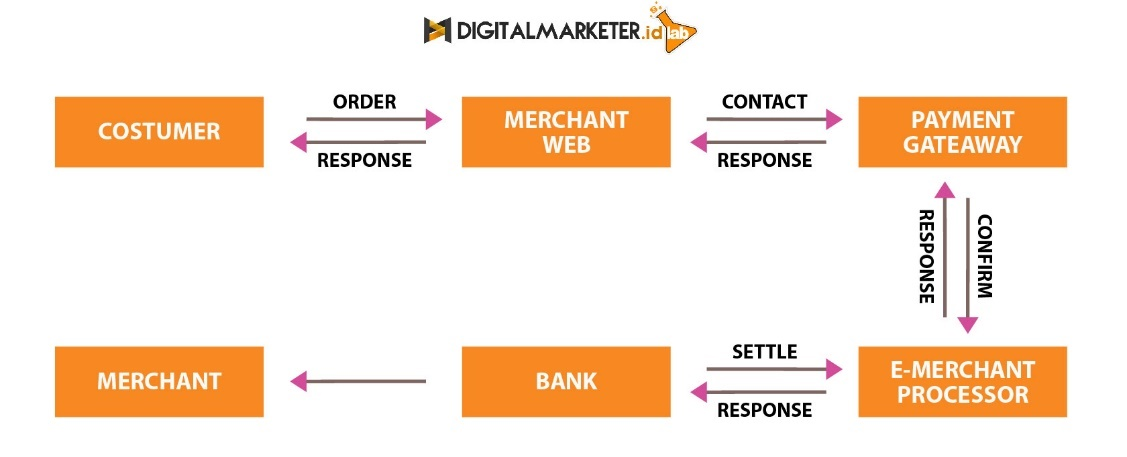 DIGITALMARKETER.id lab
ORDER
CONTACT
COSTUMER
MERCHANT
WEB
PAYMENT
GATEAWAY
RESPONSE
RESPONSE
RESPONSE
CONFIRM
SETTLE
MERCHANT
BANK
E-MERCHANT
PROCESSOR
RESPONSE